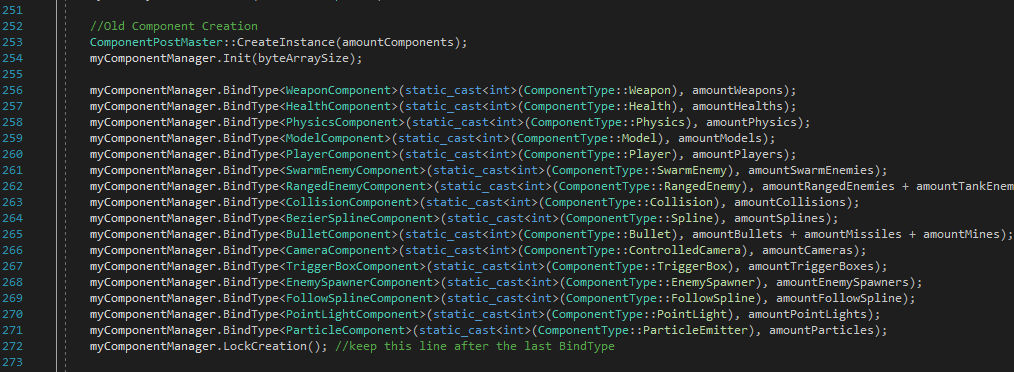 251
252 //Old Component Creation
253 ComponentPostMaster::CreateInstance(amountComponents);
254 myComponentManager.Init(byteArraySize);
255
256 myComponentManager.BindType<WeaponComponent>(static_cast<int>(ComponentType::Weapon), amountWeapons);
257 myComponentManager.BindType<HealthComponent>(static_cast<int>(ComponentType::Health), amountHealths);
258 myComponentManager.BindType<PhysicsComponent>(static_cast<int>(ComponentType::Physics), amountPhysics);
259 myComponentManager.BindType<ModelComponent>(static_cast<int>(ComponentType::Model), amountModels);
260 myComponentManager.BindType<PlayerComponent>(static_cast<int>(ComponentType::Player), amountPlayers);
261 myComponentManager.BindType<SwarmEnemyComponent>(static_cast<int>(ComponentType::SwarmEnemy), amountSwarmEnemies);
262 myComponentManager.BindType<RangedEnemyComponent>(static_cast<int>(ComponentType::RangedEnemy), amountRangedEnemies + amountTankEnem
263 myComponentManager.BindType<CollisionComponent>(static_cast<int>(ComponentType::Collision), amountCollisions);
264 myComponentManager.BindType<BezierSplineComponent>(static_cast<int>(ComponentType::Spline), amountSplines);
265 myComponentManager.BindType<BulletComponent>(static_cast<int>(ComponentType::Bullet), amountBullets + amountMissiles + amountMines);
266 myComponentManager.BindType<CameraComponent>(static_cast<int>(ComponentType::ControlledCamera), amountCameras);
267 myComponentManager.BindType<TriggerBoxComponent>(static_cast<int>(ComponentType::TriggerBox), amountTriggerBoxes);
268 myComponentManager.BindType<EnemySpawnerComponent>(static_cast<int>(ComponentType::EnemySpawner), amountEnemySpawners);
269 myComponentManager.BindType<FollowSplineComponent>(static_cast<int>(ComponentType::FollowSpline), amountFollowSpline);
270 myComponentManager.BindType<PointLightComponent>(static_cast<int>(ComponentType::PointLight), amountPointLights);
271 myComponentManager.BindType<ParticleComponent>(static_cast<int>(ComponentType::ParticleEmitter), amountParticles);
272 myComponentManager.LockCreation(); //keep this line after the last BindType
273